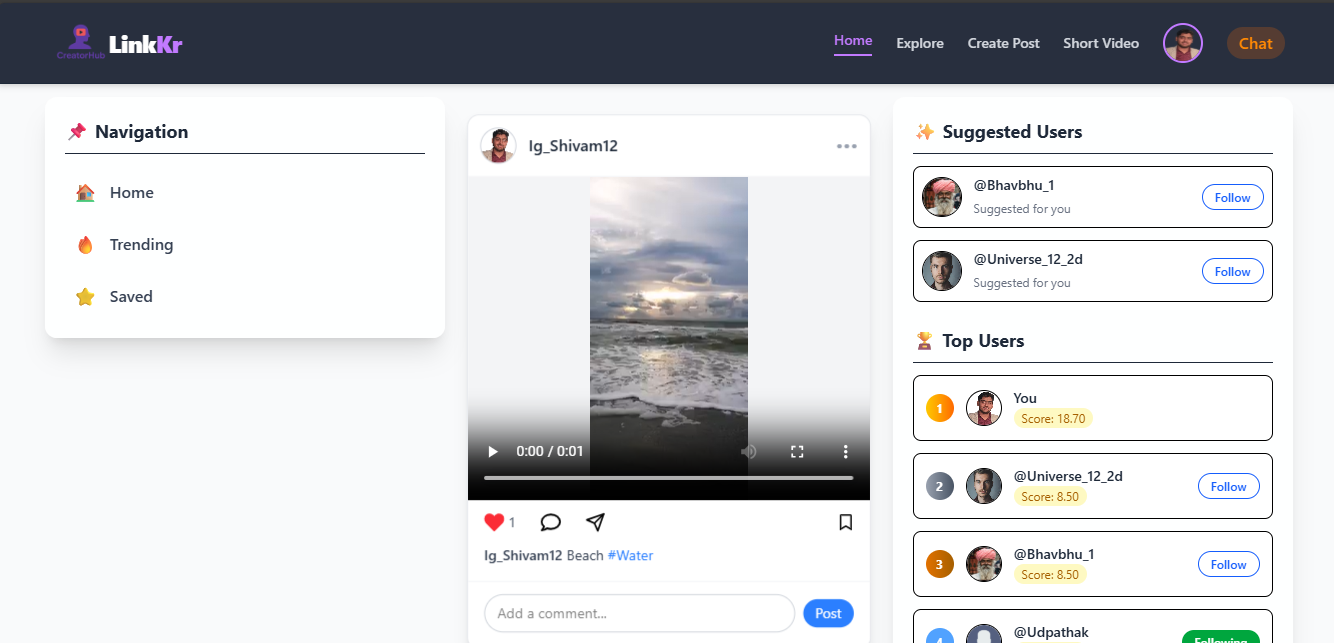 CreatorHub LinkKr
Home Explore Create Post Short Video Chat
Navigation
Home
Trending
Saved
Ig_Shivam12
0:00 / 0:01
1
Ig_Shivam12 Beach #Water
Add a comment... Post
Suggested Users
@Bhavbhu_1
Suggested for you
Follow
@Universe_12_2d
Suggested for you
Follow
Top Users
1
You
Score: 18.70
2
@Universe_12_2d
Score: 8.50
Follow
3
@Bhavbhu_1
Score: 8.50
Follow
4
@Udpathak
Following